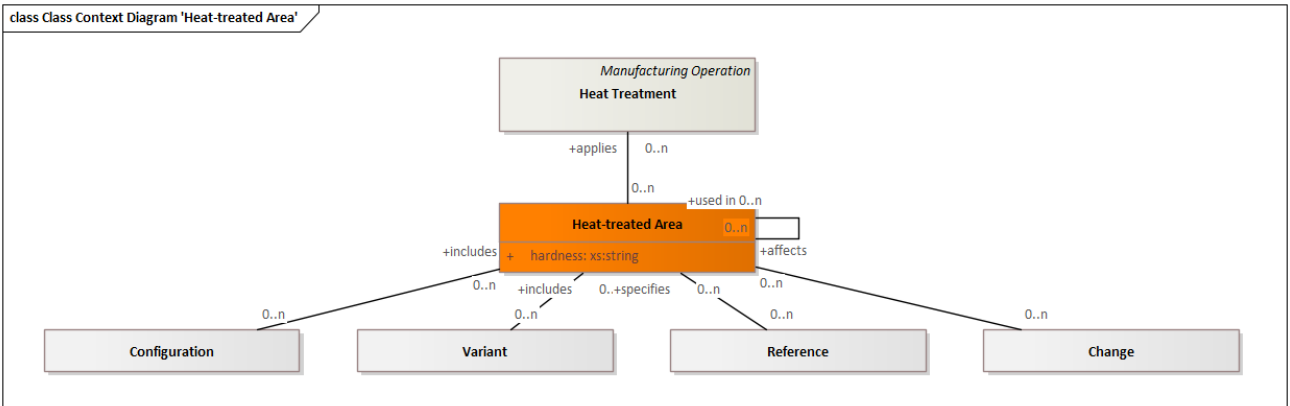 class Class Context Diagram 'Heat-treated Area'
Manufacturing Operation
Heat Treatment
+applies 0..n
0..n
+used in 0..n
Heat-treated Area 0..n
+includes + hardness: xs:string +affects
0..n +includes 0..+specifies 0..n 0..n
0..n 0..n 0..n 0..n
Configuration Variant Reference Change